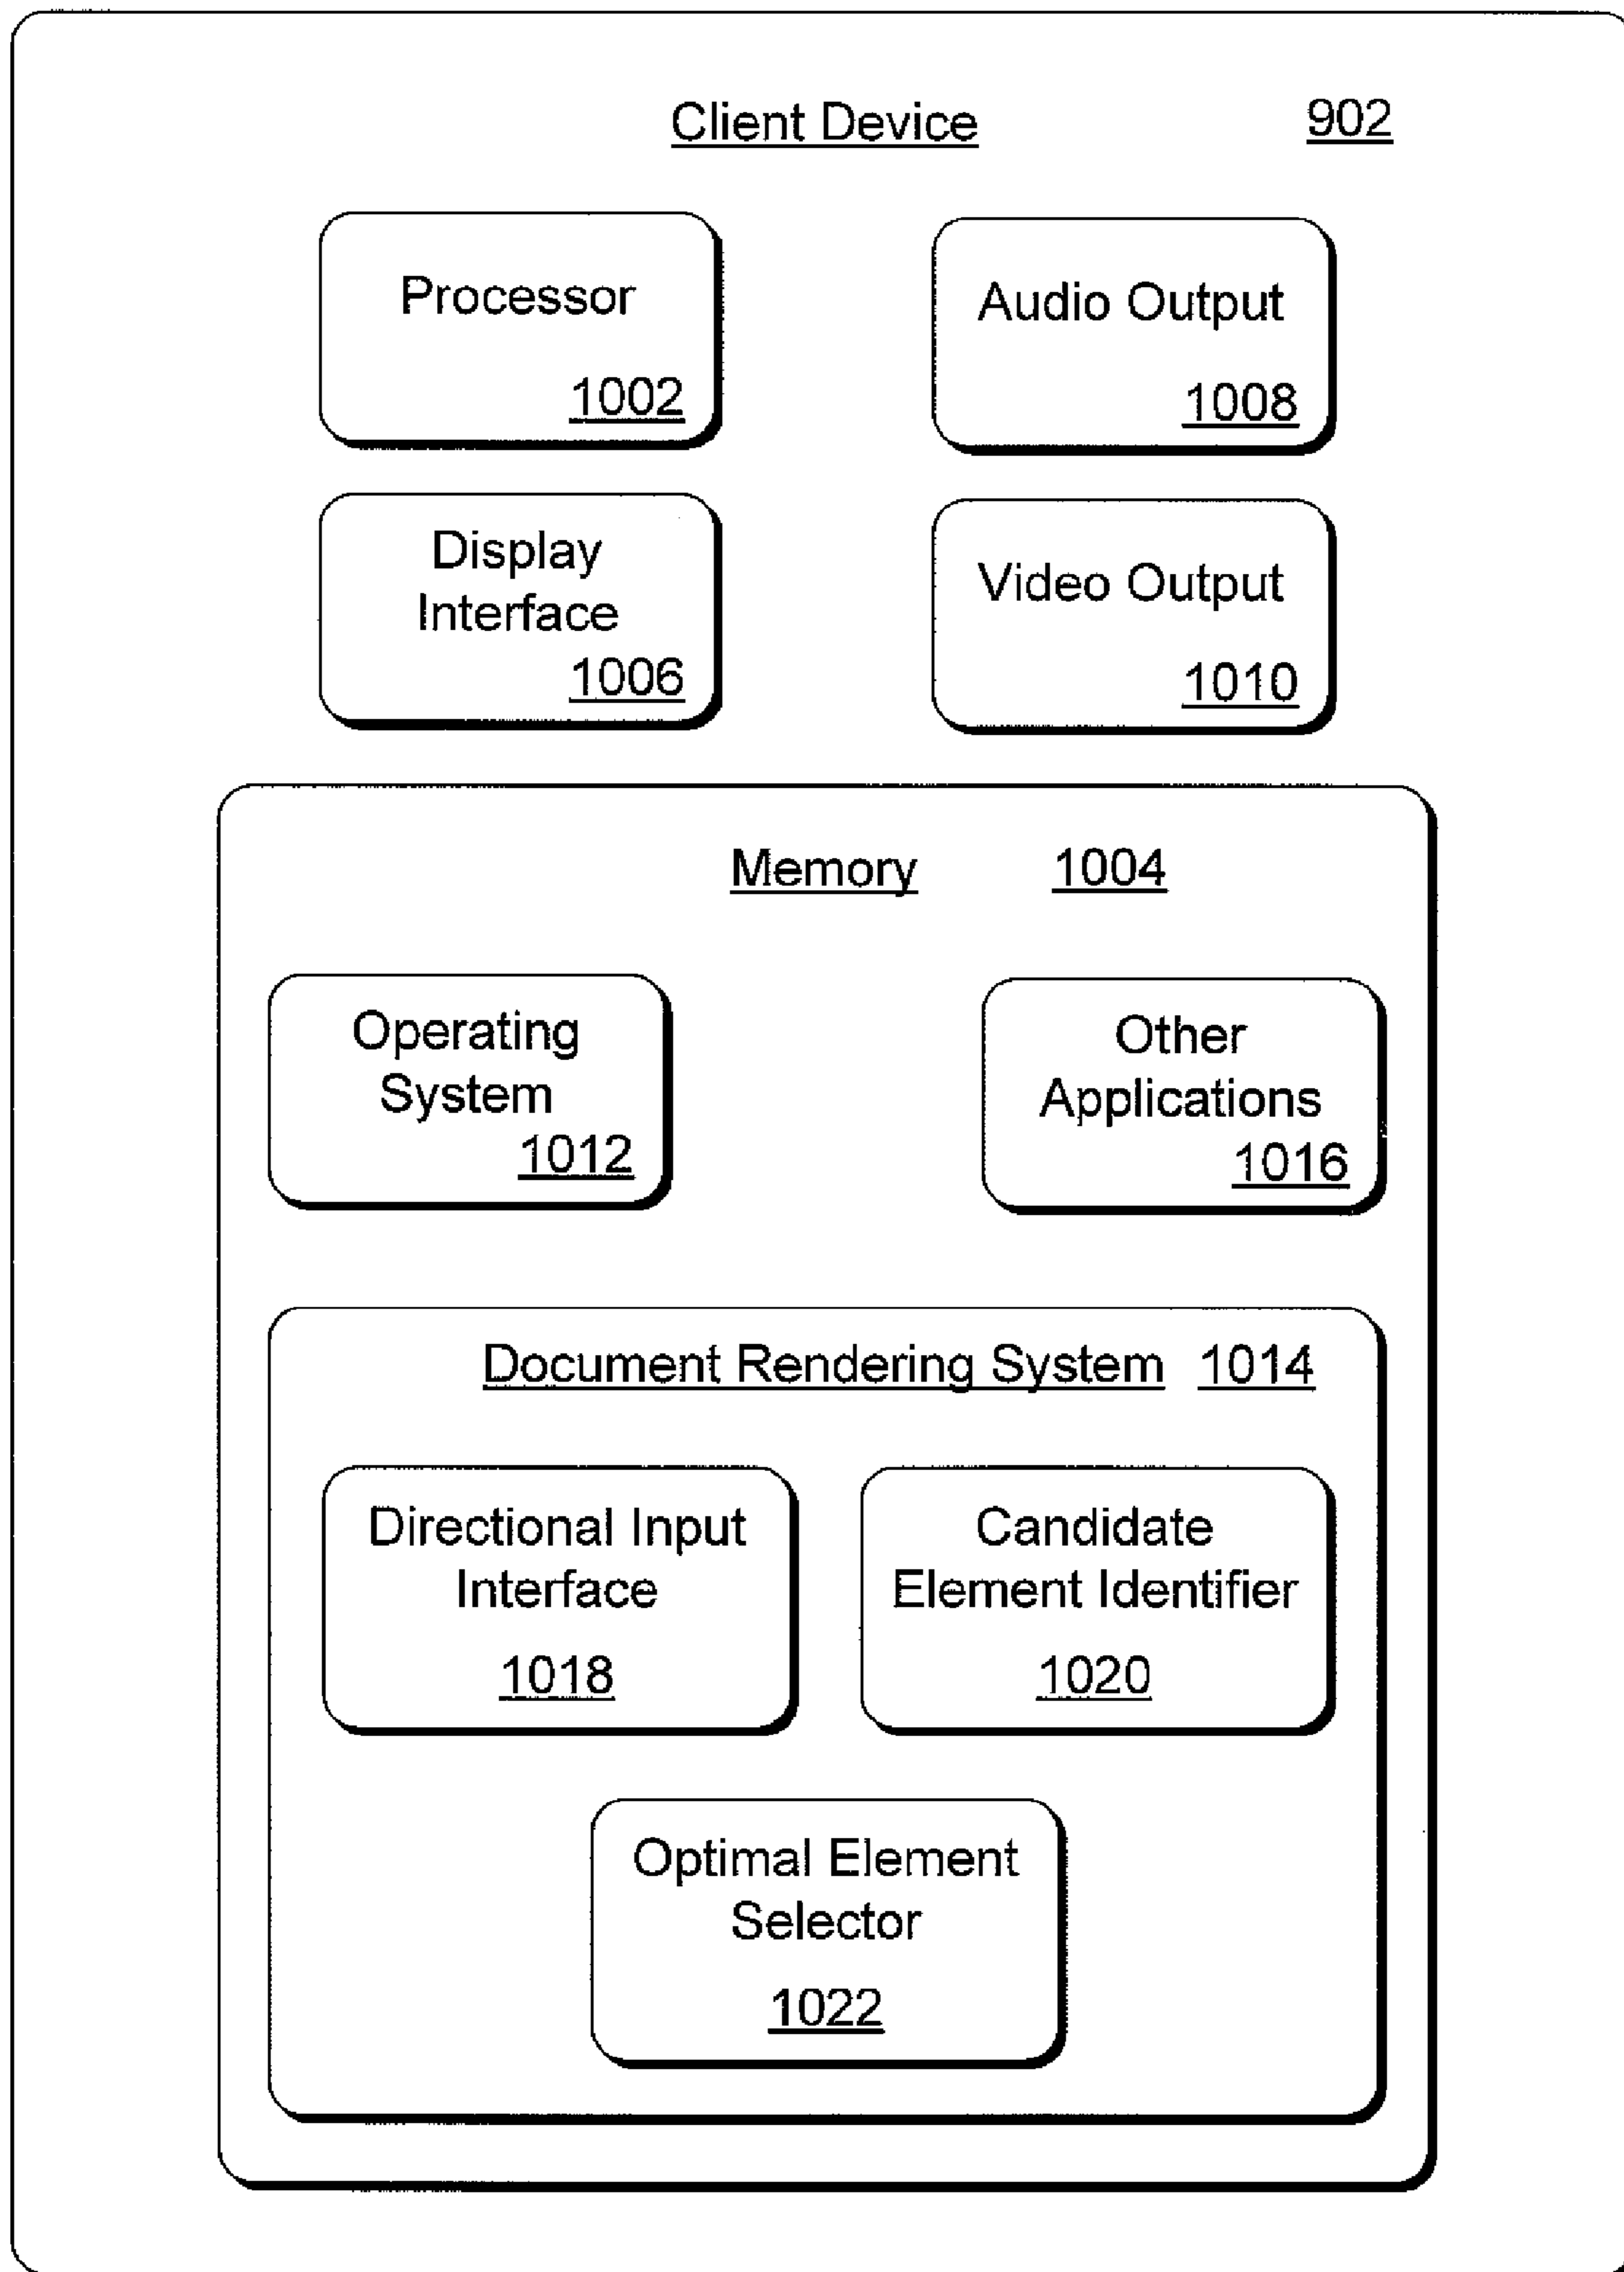 Client Device 902
Processor
1002
Audio Output
1008
Display
Interface
1006
Video Output
1010
Memory 1004
Operating
System
1012
Other
Applications
1016
Document Rendering System 1014
Directional Input
Interface
1018
Candidate
Element Identifier
1020
Optimal Element
Selector
1022